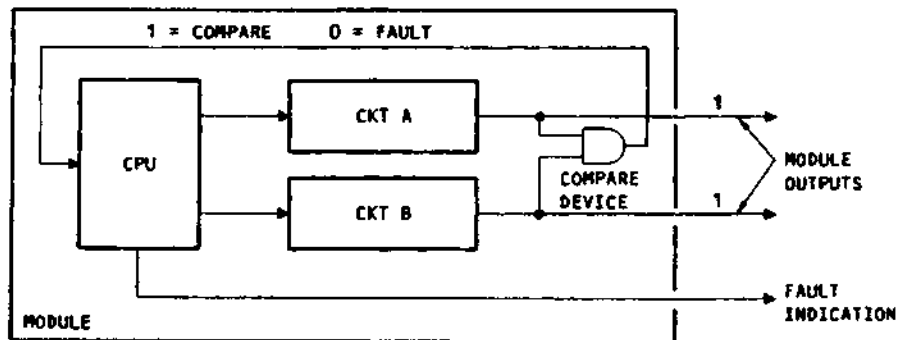 1 = COMPARE 0 = FAULT
CKT A
1
CPU
MODULE
OUTPUTS
COMPARE
DEVICE
CKT B
1
FAULT
INDICATION
MODULE